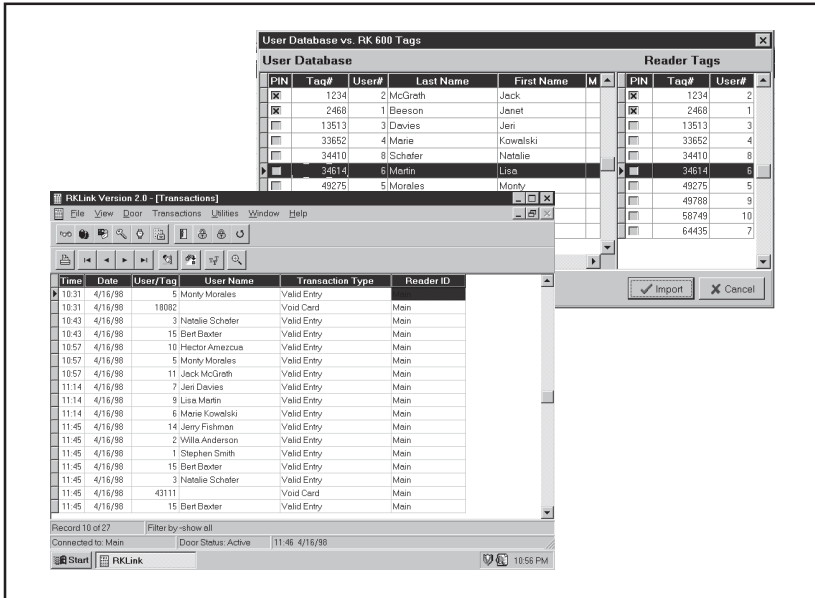 User Database vs. RK 600 Tags
User Database Reader Tags
PIN Tag# User# Last Name First Name M PIN Tag# User#
1234 2 McGrath Jack 1234 2
2468 1 Beeson Janet 2468 1
13513 3 Davies Jeri 13513 3
33652 4 Marie Kowalski 33652 4
34410 8 Schafer Natalie 34410 8
34614 6 Martin Lisa 34614 6
49275 5 Morales Monty 49275 5
49788 9
58749 10
64435 7
Import Cancel
RKLink Version 2.0 - [Transactions]
File View Door Transactions Utilities Window Help
Time Date User/Tag User Name Transaction Type Reader ID
10:31 4/16/98 5 Monty Morales Valid Entry
10:31 4/16/98 18082 Void Card Main
10:43 4/16/98 3 Natalie Schafer Valid Entry Main
10:43 4/16/98 15 Bert Baxter Valid Entry Main
10:57 4/16/98 10 Hector Amezcua Valid Entry Main
10:57 4/16/98 5 Monty Morales Valid Entry Main
10:57 4/16/98 11 Jack McGrath Valid Entry Main
11:14 4/16/98 7 Jeri Davies Valid Entry Main
11:14 4/16/98 9 Lisa Martin Valid Entry Main
11:14 4/16/98 6 Marie Kowalski Valid Entry Main
11:45 4/16/98 14 Jerry Fishman Valid Entry Main
11:45 4/16/98 2 Willa Anderson Valid Entry Main
11:45 4/16/98 1 Stephen Smith Valid Entry Main
11:45 4/16/98 15 Bert Baxter Valid Entry Main
11:45 4/16/98 3 Natalie Schafer Valid Entry Main
11:45 4/16/98 43111 Void Card Main
11:45 4/16/98 15 Bert Baxter Valid Entry Main
Record 10 of 27 Filter by -show all
Connected to: Main Door Status: Active 11:46 4/16/98
Start RKLink 10:56 PM